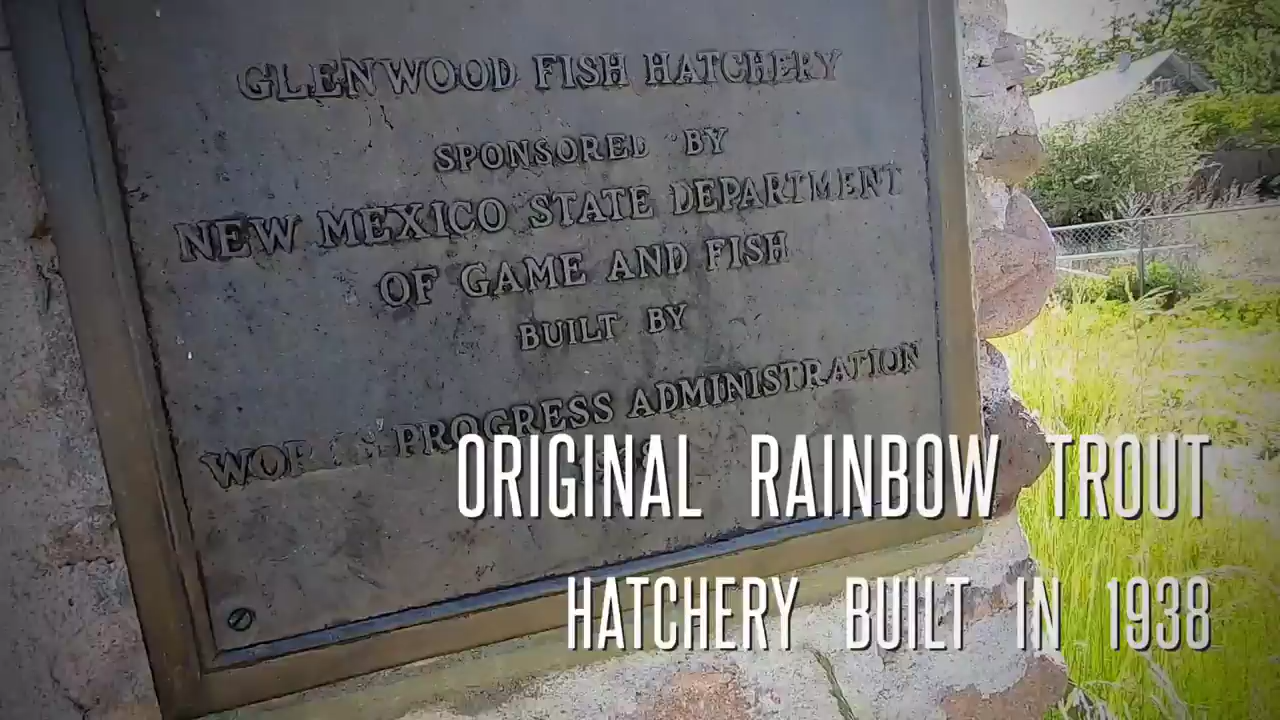 GLENWOOD FISH HATCHERY
SPONSORED BY
NEW MEXICO STATE DEPARTMENT
OF GAME AND FISH
BUILT BY
PROGRESS ADMINISTRATION
ORIGINAL RAINBOW TROUT
HATCHERY BUILT IN 1938